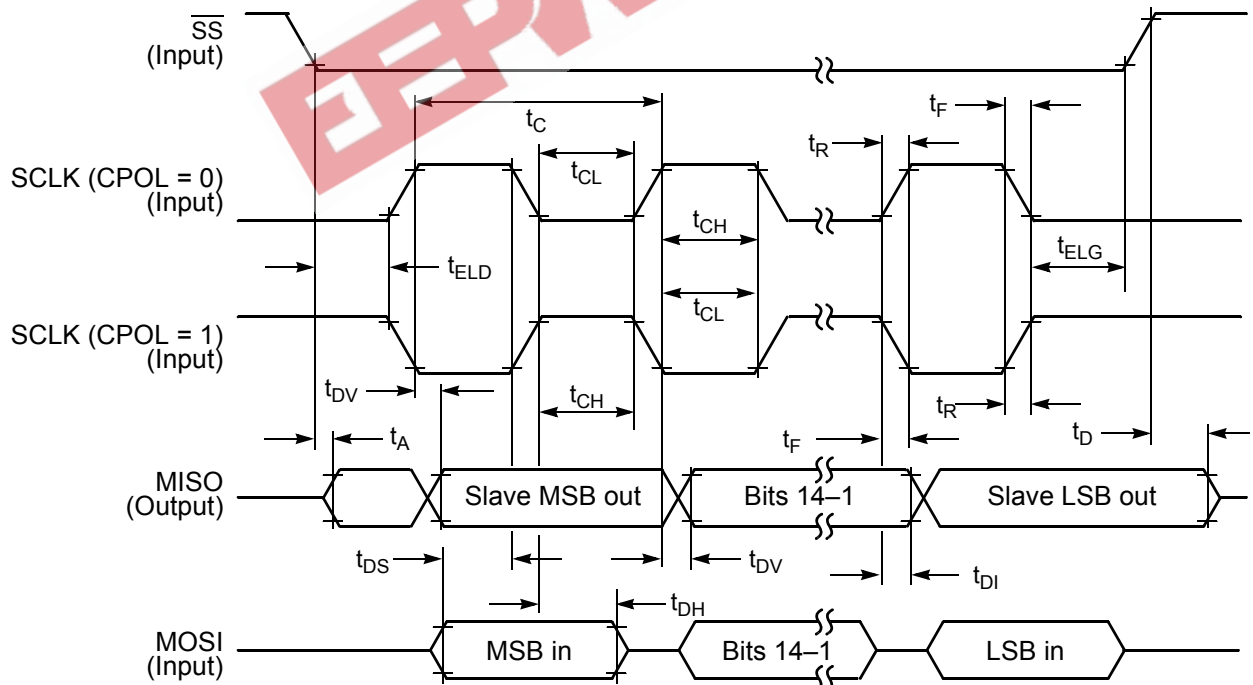 EEPW
SS
(Input)
tF
tC
tR
SCLK (CPOL = 0)
(Input)
tCL
tCH
tELD
tELG
tCL
SCLK (CPOL = 1)
(Input)
tDV
tCH
tR
tA
tF
tD
MISO
(Output)
Slave MSB out
Bits 14–1
Slave LSB out
tDS
tDV
tDI
tDH
MOSI
(Input)
MSB in
Bits 14–1
LSB in